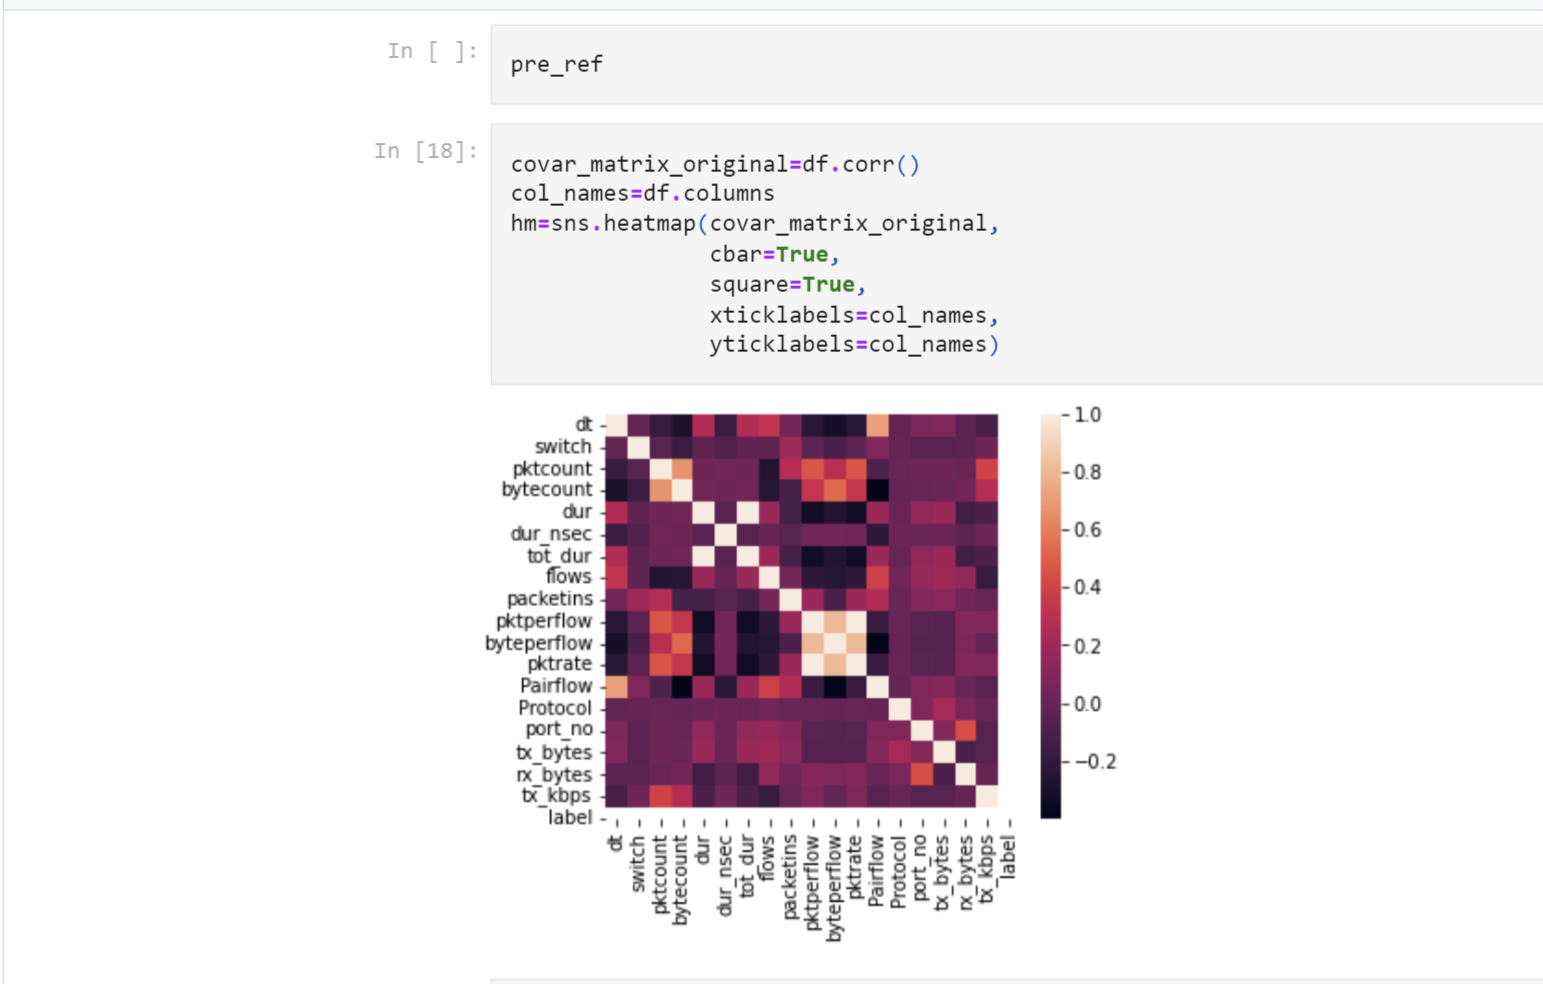 In [ ]:
pre_ref
In [18]:
covar_matrix_original=df.corr()
col_names=df.columns
hm=sns.heatmap(covar_matrix_original,
cbar=True,
square=True,
xticklabels=col_names,
yticklabels=col_names)
dt
switch
pktcount
bytecount
dur
dur_nsec
tot_dur
flows
packetins
pktperflow
byteperflow
pktrate
Pairflow
Protocol
port_no
tx_bytes
rx_bytes
tx_kbps
label
1.0
0.8
0.6
0.4
0.2
0.0
−0.2
dt
switch
pktcount
bytecount
dur
dur_nsec
tot_dur
flows
packetins
pktperflow
byteperflow
pktrate
Pairflow
Protocol
port_no
tx_bytes
rx_bytes
tx_kbps
label